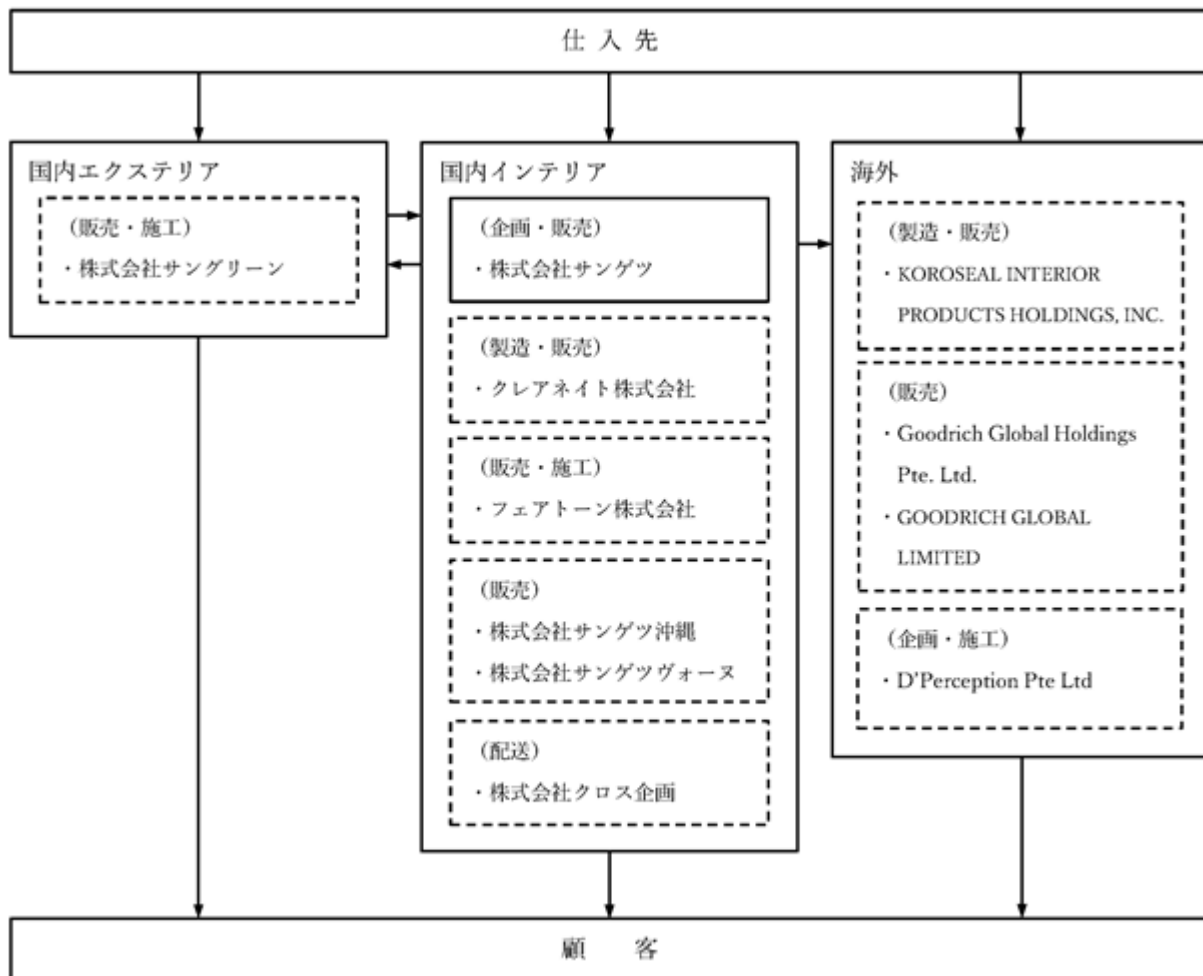 仕入先
国内エクステリア
（販売・施工）
・株式会社サングリーン
国内インテリア
（企画・販売）
・株式会社サンゲツ
（製造・販売）
・クレアネイト株式会社
（販売・施工）
・フェアトーン株式会社
（販売）
・株式会社サンゲツ沖縄
・株式会社サンゲツヴォーヌ
（配送）
・株式会社クロス企画
海外
（製造・販売）
・KOROSEAL INTERIOR
PRODUCTS HOLDINGS, INC.
（販売）
・Goodrich Global Holdings
Pte. Ltd.
・GOODRICH GLOBAL
LIMITED
（企画・施工）
・D’Perception Pte Ltd
顧　客